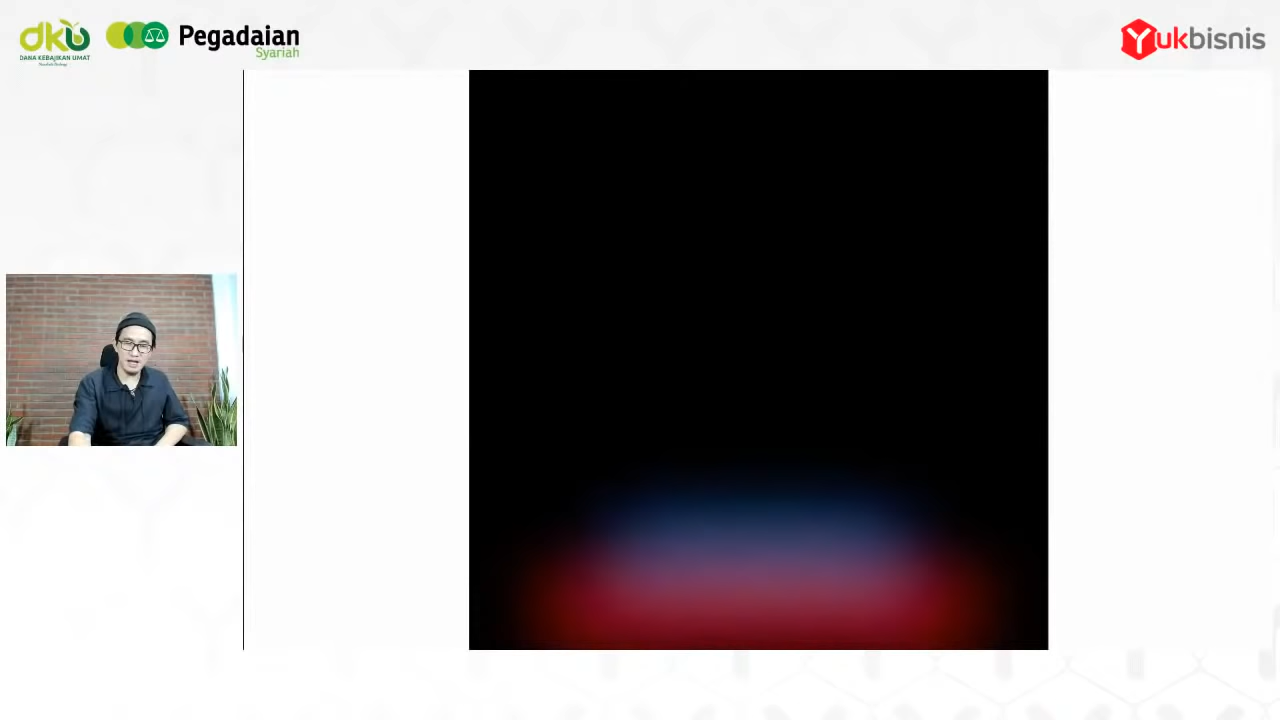 dku
DANA KEBAJIKAN UMAT
Pegadaian
Syariah
Yukbisnis